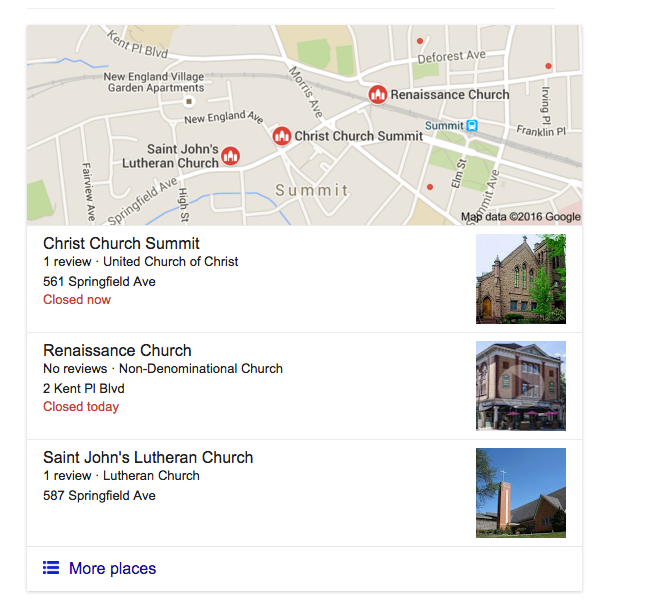 Kent Pl Blvd
Deforest Ave
New England Village
Garden Apartments
Morris Ave
Renaissance Church
Irving Pl
New England Ave
Summit
Franklin Pl
Christ Church Summit
Saint John's
Lutheran Church
Elm St
Fairview Ave
Springfield Ave
High St
Summit
Summit Ave
Map data ©2016 Google
Christ Church Summit
1 review · United Church of Christ
561 Springfield Ave
Closed now
Renaissance Church
No reviews · Non-Denominational Church
2 Kent Pl Blvd
Closed today
Saint John's Lutheran Church
1 review · Lutheran Church
587 Springfield Ave
More places